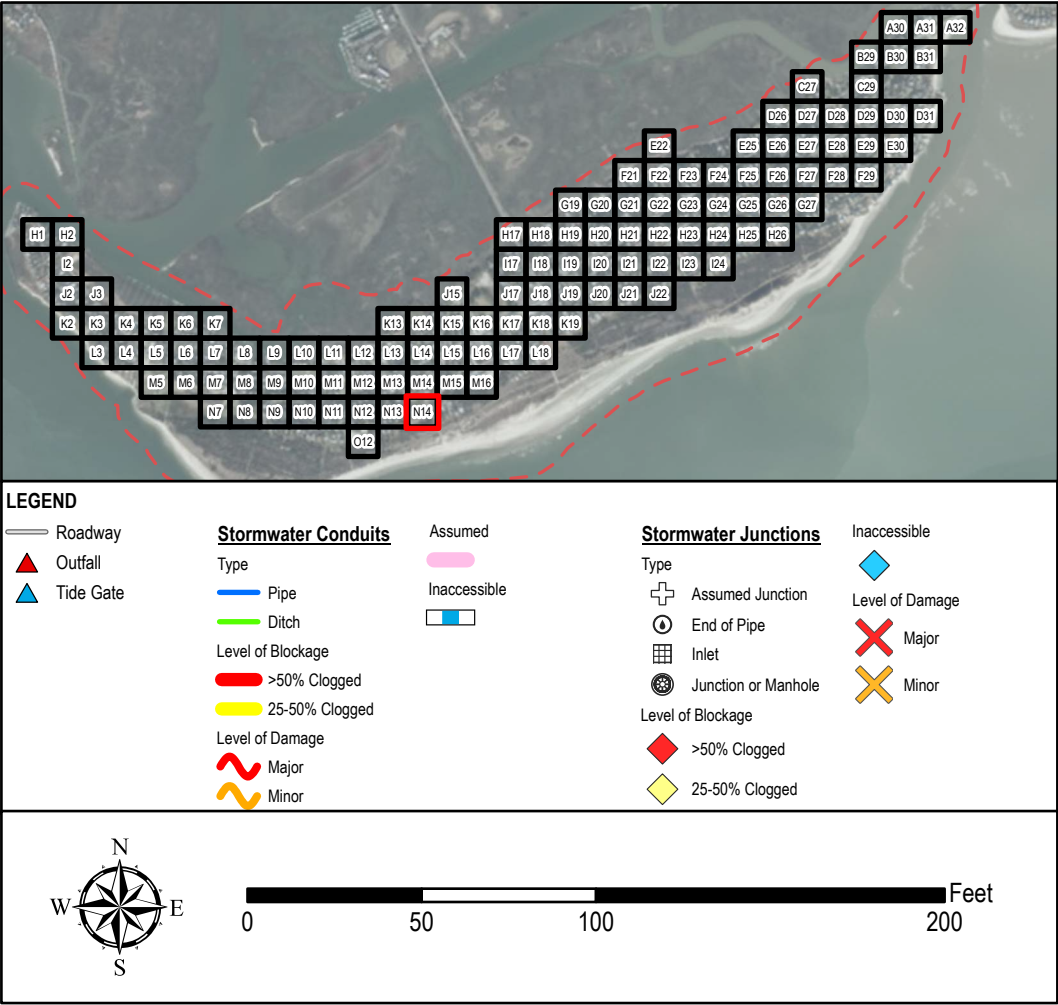 A30 A31 A32
B29 B30 B31
C27 C29
D26 D27 D28 D29 D30 D31
E22 E25 E26 E27 E28 E29 E30
F21 F22 F23 F24 F25 F26 F27 F28 F29
G19 G20 G21 G22 G23 G24 G25 G26 G27
H1 H2 H17 H18 H19 H20 H21 H22 H23 H24 H25 H26
I2 I17 I18 I19 I20 I21 I22 I23 I24
J2 J3 J15 J17 J18 J19 J20 J21 J22
K2 K3 K4 K5 K6 K7 K13 K14 K15 K16 K17 K18 K19
L3 L4 L5 L6 L7 L8 L9 L10 L11 L12 L13 L14 L15 L16 L17 L18
M5 M6 M7 M8 M9 M10 M11 M12 M13 M14 M15 M16
N7 N8 N9 N10 N11 N12 N13 N14
O12
LEGEND
Roadway
Outfall
Tide Gate
Stormwater Conduits
Type
Pipe
Ditch
Level of Blockage
>50% Clogged
25-50% Clogged
Level of Damage
Major
Minor
Assumed
Inaccessible
Stormwater Junctions
Type
Assumed Junction
End of Pipe
Inlet
Junction or Manhole
Level of Blockage
>50% Clogged
25-50% Clogged
Inaccessible
Level of Damage
Major
Minor
N
W E
S
Feet
0 50 100 200